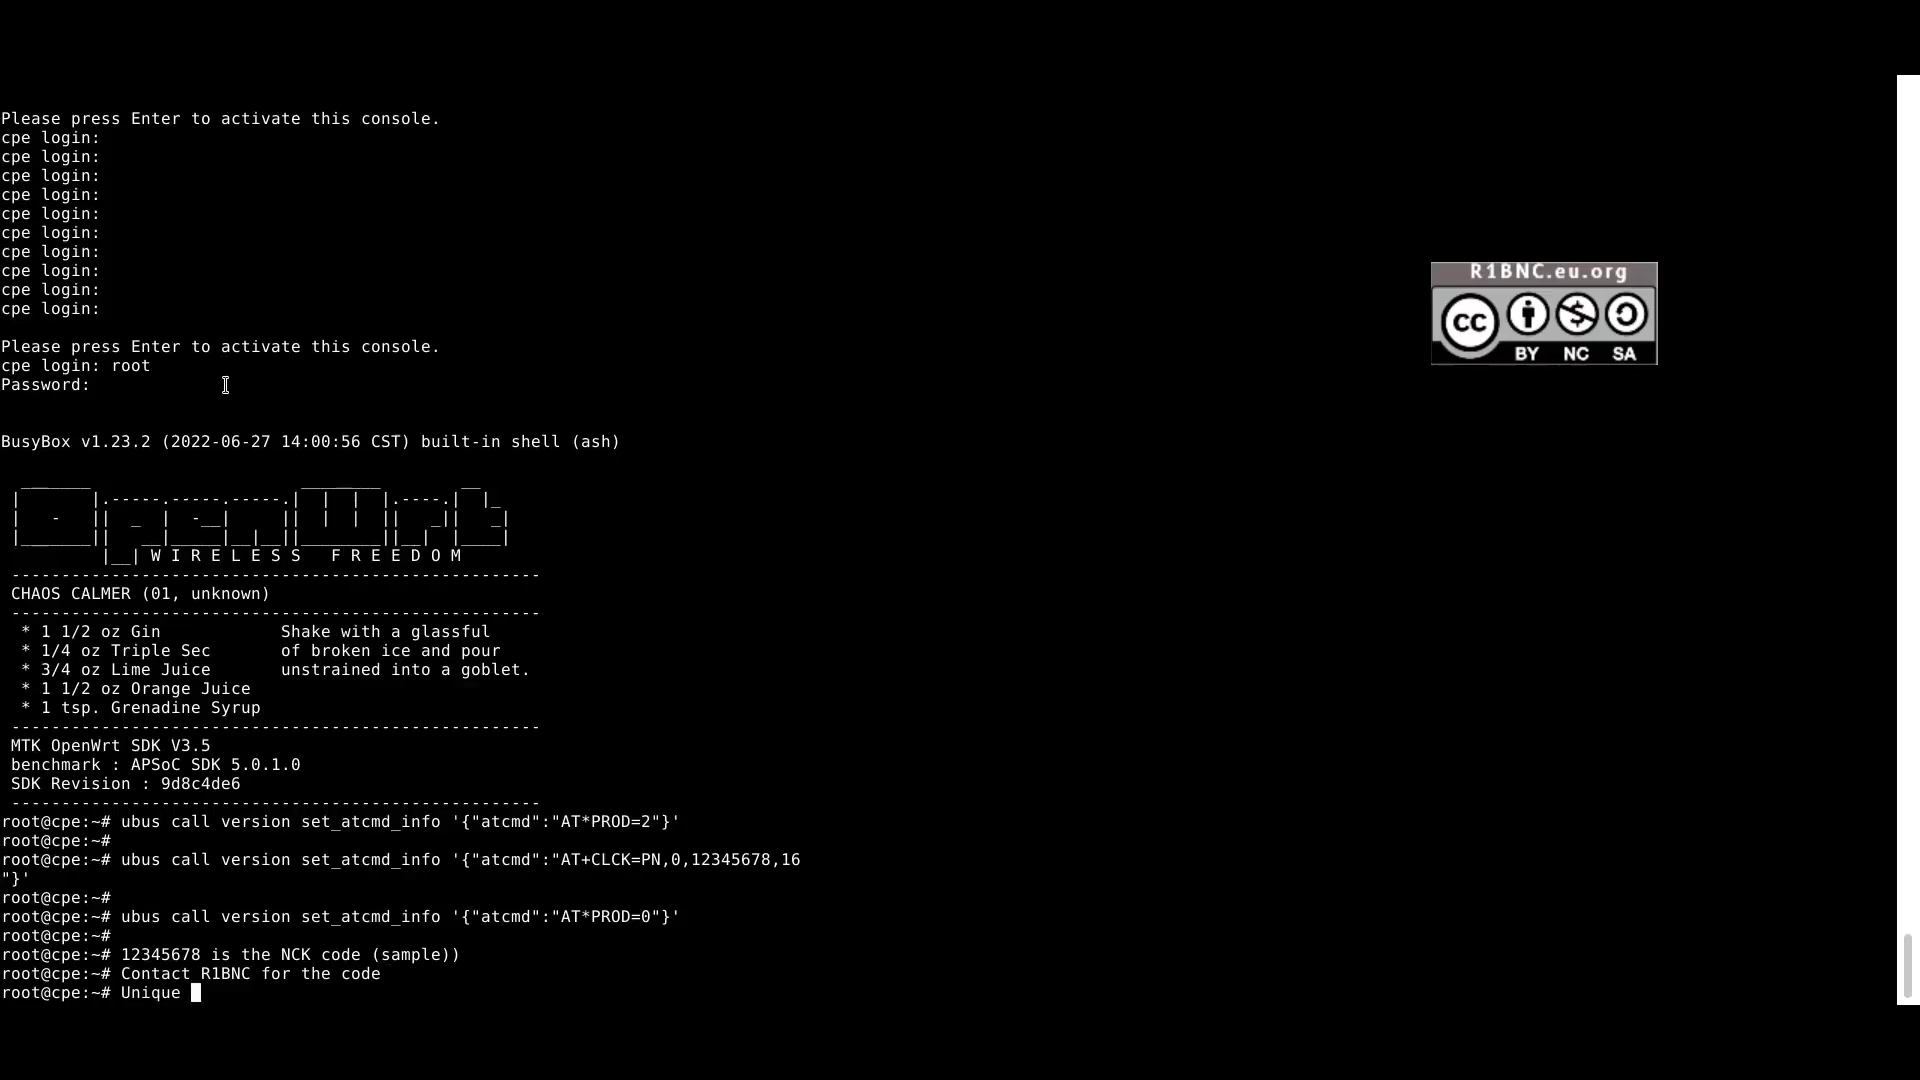 Please press Enter to activate this console.
cpe login:
cpe login:
cpe login:
cpe login:
cpe login:
cpe login:
cpe login:
cpe login:
cpe login:
cpe login:
Please press Enter to activate this console.
cpe login: root
Password:
BusyBox v1.23.2 (2022-06-27 14:00:56 CST) built-in shell (ash)
OpenWrt
W I R E L E S S   F R E E D O M
-----------------------------------------------------
CHAOS CALMER (01, unknown)
-----------------------------------------------------
* 1 1/2 oz Gin            Shake with a glassful
* 1/4 oz Triple Sec       of broken ice and pour
* 3/4 oz Lime Juice       unstrained into a goblet.
* 1 1/2 oz Orange Juice
* 1 tsp. Grenadine Syrup
-----------------------------------------------------
MTK OpenWrt SDK V3.5
benchmark : APSoC SDK 5.0.1.0
SDK Revision : 9d8c4de6
-----------------------------------------------------
root@cpe:~# ubus call version set_atcmd_info '{"atcmd":"AT*PROD=2"}'
root@cpe:~#
root@cpe:~# ubus call version set_atcmd_info '{"atcmd":"AT+CLCK=PN,0,12345678,16
"}'
root@cpe:~#
root@cpe:~# ubus call version set_atcmd_info '{"atcmd":"AT*PROD=0"}'
root@cpe:~#
root@cpe:~# 12345678 is the NCK code (sample))
root@cpe:~# Contact R1BNC for the code
root@cpe:~# Unique
R1BNC.eu.org
cc
BY NC SA